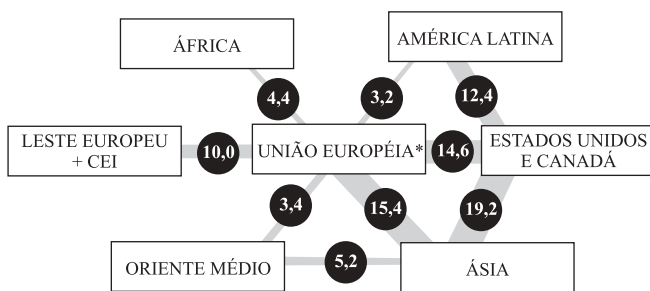 ÁFRICA
AMÉRICA LATINA
4,4
3,2
12,4
LESTE EUROPEU
+ CEI
10,0
UNIÃO EUROPÉIA*
14,6
ESTADOS UNIDOS
E CANADÁ
3,4
15,4
19,2
ORIENTE MÉDIO
5,2
ÁSIA